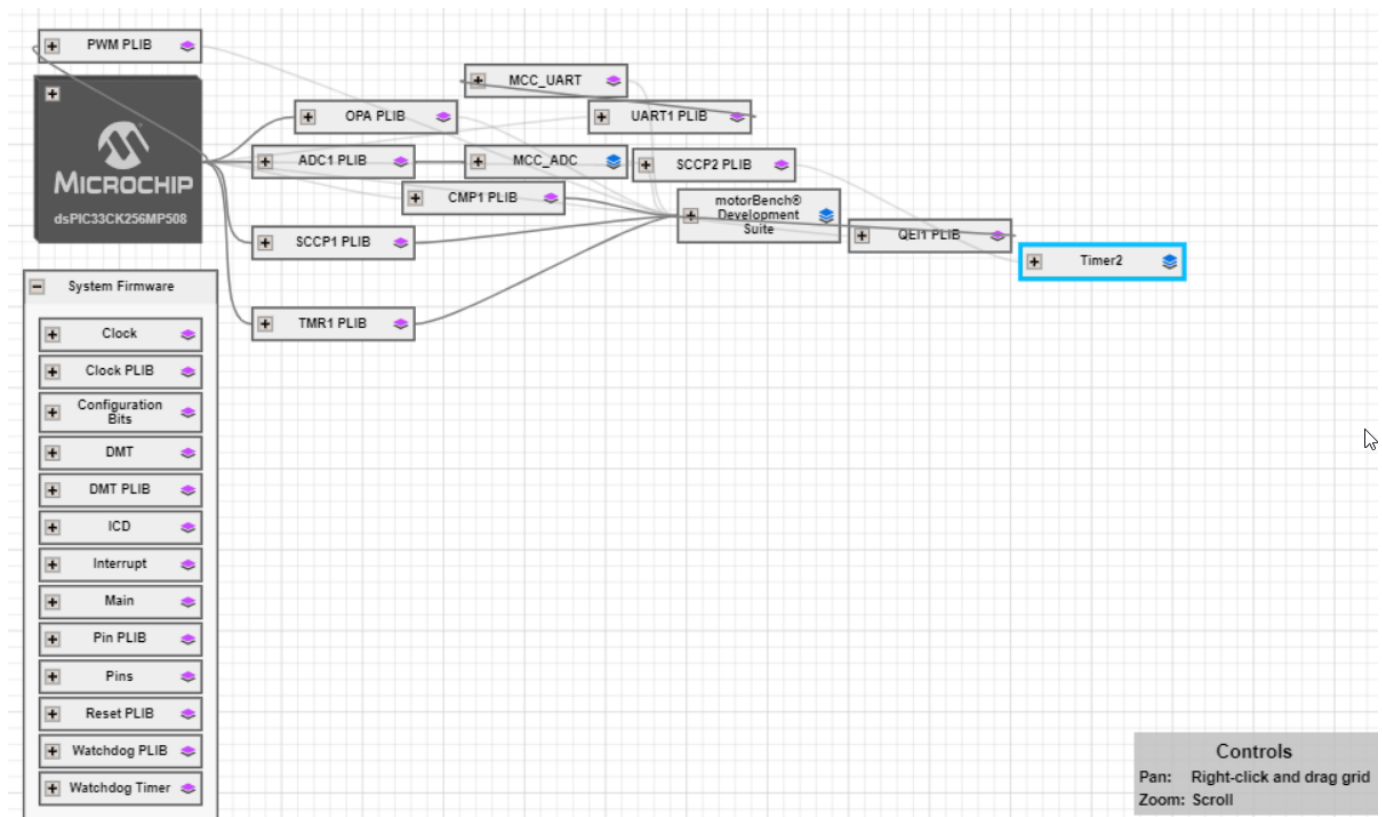 PWM PLIB
MICROCHIP
dsPIC33CK256MP508
MCC_UART
OPA PLIB
UART1 PLIB
ADC1 PLIB
MCC_ADC
SCCP2 PLIB
CMP1 PLIB
motorBench®
Development
Suite
SCCP1 PLIB
QEI1 PLIB
Timer2
TMR1 PLIB
System Firmware
Clock
Clock PLIB
Configuration
Bits
DMT
DMT PLIB
ICD
Interrupt
Main
Pin PLIB
Pins
Reset PLIB
Watchdog PLIB
Watchdog Timer
Controls
Pan: Right-click and drag grid
Zoom: Scroll